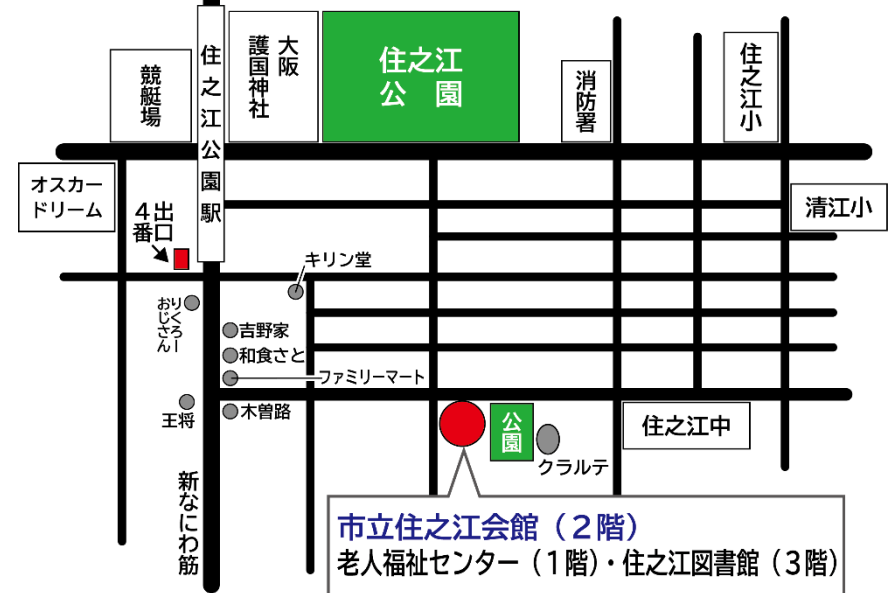 競艇場
住之江公園駅
大阪
護国神社
住之江
公　園
消防署
住之江小
オスカー
ドリーム
清江小
出口
４番
キリン堂
りくろー
おじさん
吉野家
和食さと
ファミリーマート
木曽路
王将
公園
クラルテ
住之江中
新なにわ筋
市立住之江会館（２階）
老人福祉センター（１階）・住之江図書館（３階）